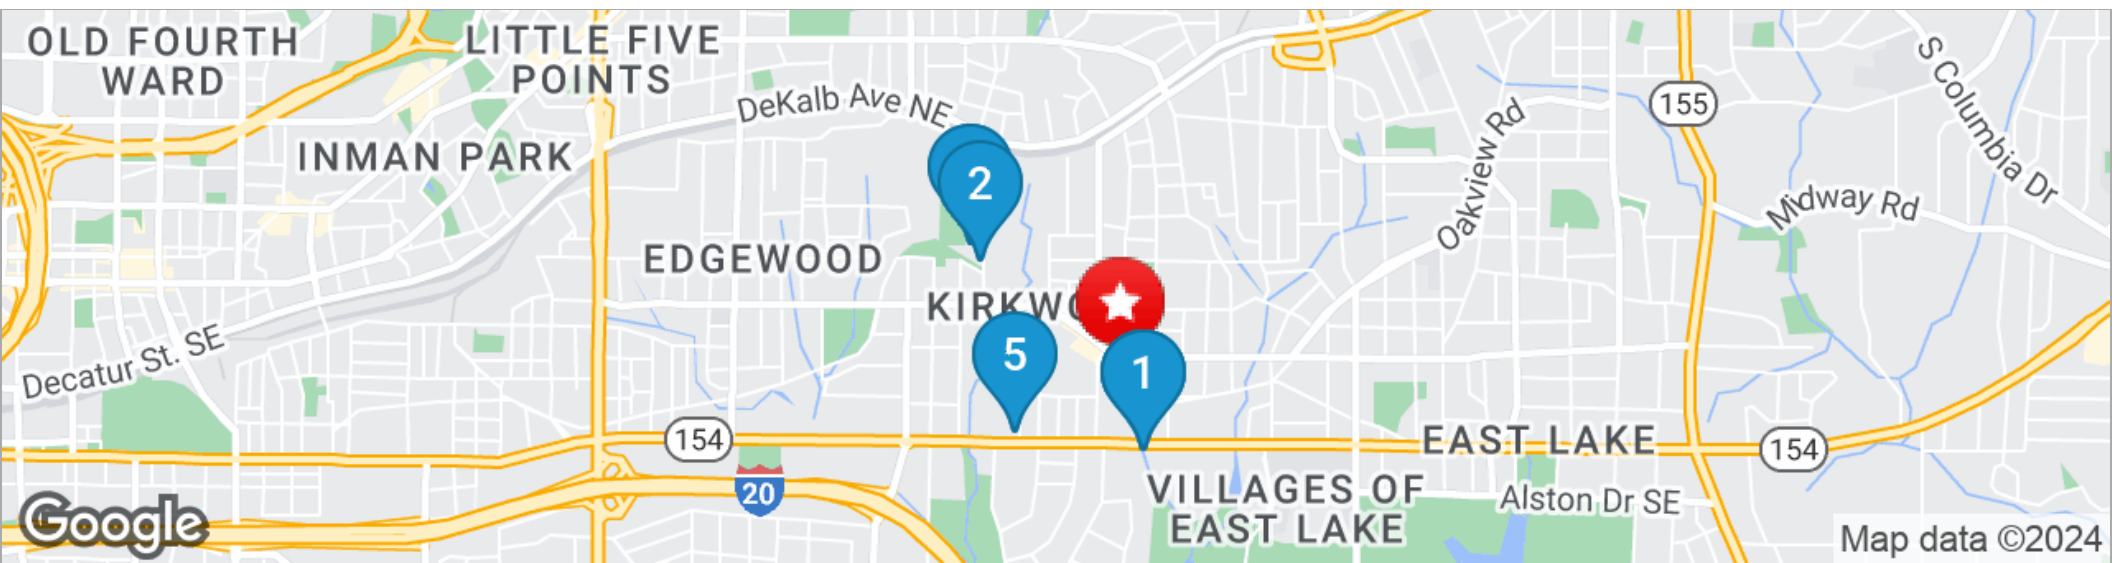 OLD FOURTH
WARD
LITTLE FIVE
POINTS
DeKalb Ave NE
INMAN PARK
155
S Columbia Dr
Oakview Rd
Midway Rd
2
EDGEWOOD
KIRKWO
5
1
Decatur St. SE
154
EAST LAKE
154
20
VILLAGES OF
EAST LAKE
Alston Dr SE
Google
Map data ©2024